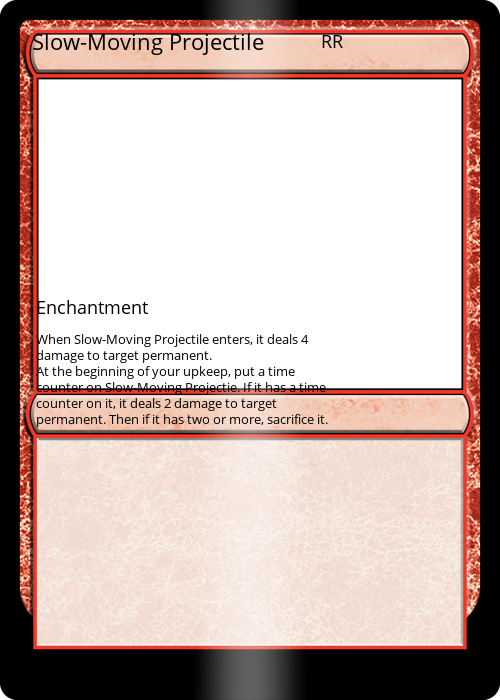 Slow-Moving Projectile RR
Enchantment
When Slow-Moving Projectile enters, it deals 4
damage to target permanent.
At the beginning of your upkeep, put a time
counter on Slow-Moving Projectie. If it has a time
counter on it, it deals 2 damage to target
permanent. Then if it has two or more, sacrifice it.